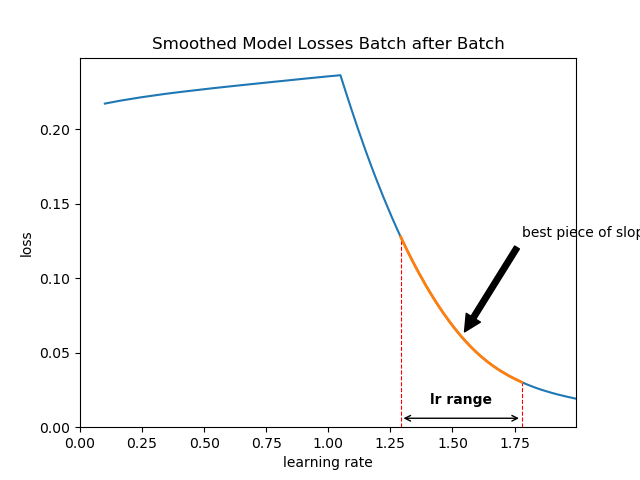 Smoothed Model Losses Batch after Batch
0.20
0.15
loss
best piece of slop
0.10
0.05
lr range
0.00
0.00 0.25 0.50 0.75 1.00 1.25 1.50 1.75
learning rate